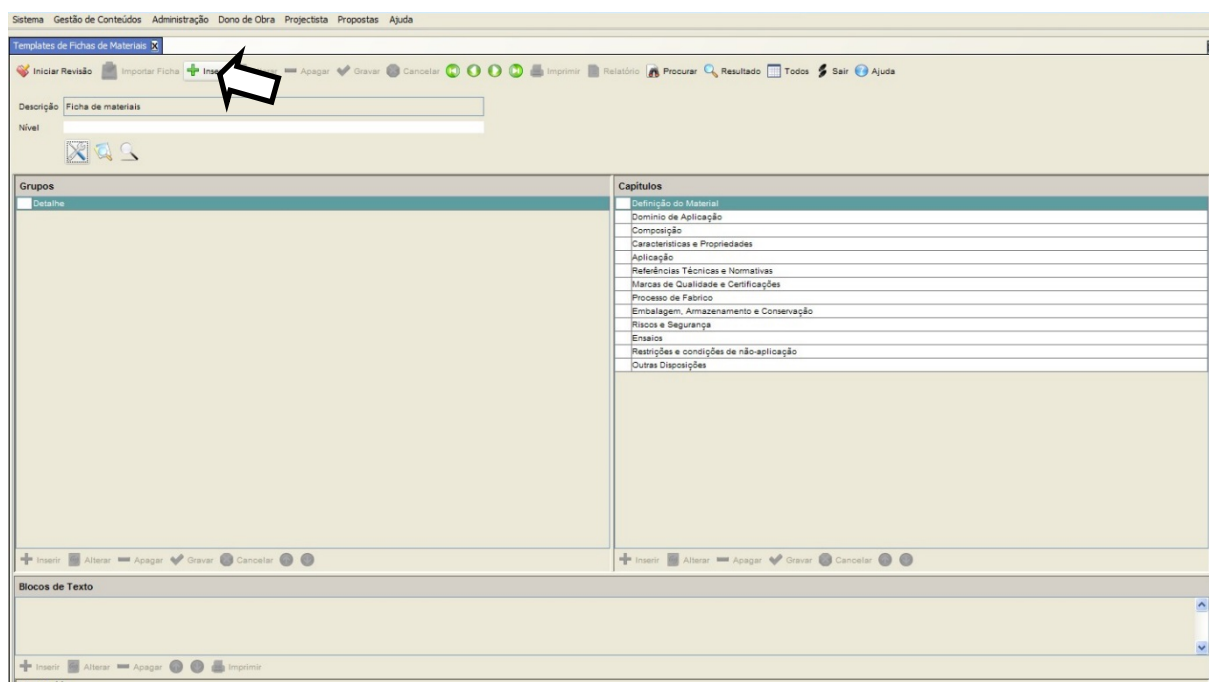 Sistema Gestão de Conteúdos Administração Dono de Obra Projectista Propostas Ajuda
Templates de Fichas de Materiais
Iniciar Revisão Importar Ficha Apagar Gravar Cancelar Imprimir Relatório Procurar Resultado Todos Sair Ajuda
Descrição Ficha de materiais
Nível
Grupos
Detalhe
Capítulos
Definição do Material
Domínio de Aplicação
Composição
Características e Propriedades
Aplicação
Referências Técnicas e Normativas
Marcas de Qualidade e Certificações
Processo de Fabrico
Embalagem, Armazenamento e Conservação
Riscos e Segurança
Ensaios
Restrições e condições de não-aplicação
Outras Disposições
Inserir Alterar Apagar Gravar Cancelar
Inserir Alterar Apagar Gravar Cancelar
Blocos de Texto
Inserir Alterar Apagar Imprimir